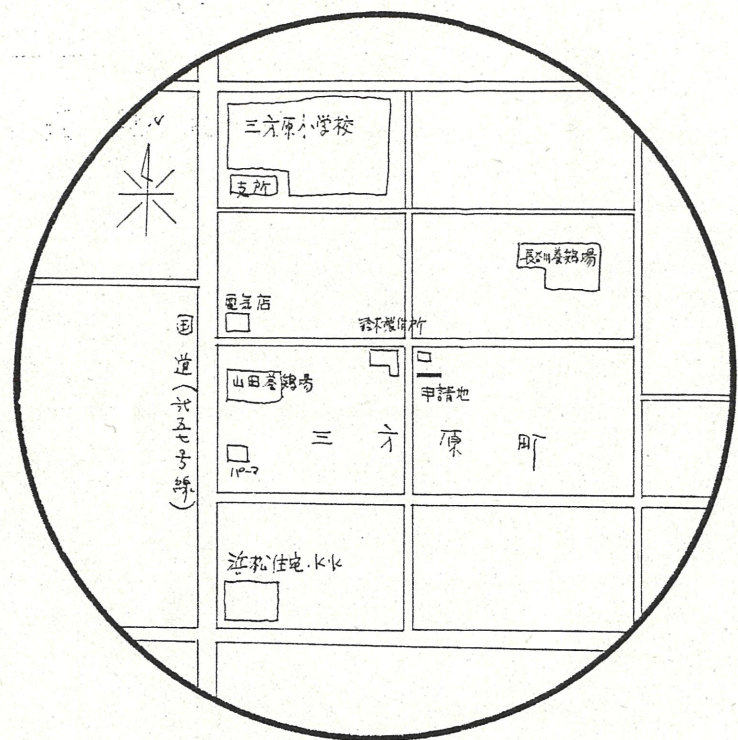 N
三方原小学校
支所
長谷川養鶏場
電気店
鈴木製作所
国道(弐五七号線)
山田養鶏場
申請地
三方原町
パーマ
浜松住宅.K.K